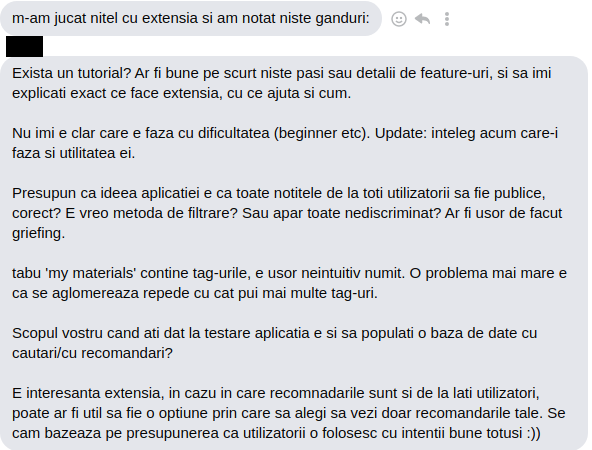 m-am jucat nitel cu extensia si am notat niste ganduri:
Exista un tutorial? Ar fi bune pe scurt niste pasi sau detalii de feature-uri, si sa imi
explicati exact ce face extensia, cu ce ajuta si cum.
Nu imi e clar care e faza cu dificultatea (beginner etc). Update: inteleg acum care-i
faza si utilitatea ei.
Presupun ca ideea aplicatiei e ca toate notitele de la toti utilizatorii sa fie publice,
corect? E vreo metoda de filtrare? Sau apar toate nediscriminat? Ar fi usor de facut
griefing.
tabu 'my materials' contine tag-urile, e usor neintuitiv numit. O problema mai mare e
ca se aglomereaza repede cu cat pui mai multe tag-uri.
Scopul vostru cand ati dat la testare aplicatia e si sa populati o baza de date cu
cautari/cu recomandari?
E interesanta extensia, in cazu in care recomnadarile sunt si de la lati utilizatori,
poate ar fi util sa fie o optiune prin care sa alegi sa vezi doar recomandarile tale. Se
cam bazeaza pe presupunerea ca utilizatorii o folosesc cu intentii bune totusi :))